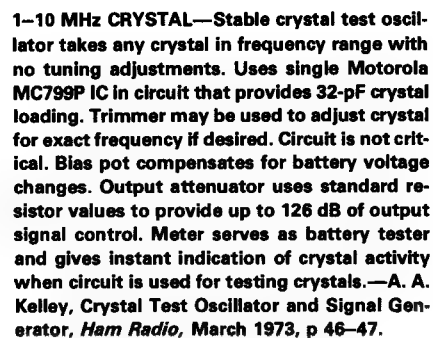 1–10 MHz CRYSTAL—Stable crystal test oscil-
lator takes any crystal in frequency range with
no tuning adjustments. Uses single Motorola
MC799P IC in circuit that provides 32-pF crystal
loading. Trimmer may be used to adjust crystal
for exact frequency if desired. Circuit is not crit-
ical. Bias pot compensates for battery voltage
changes. Output attenuator uses standard re-
sistor values to provide up to 126 dB of output
signal control. Meter serves as battery tester
and gives instant indication of crystal activity
when circuit is used for testing crystals.—A. A.
Kelley, Crystal Test Oscillator and Signal Gen-
erator, Ham Radio, March 1973, p 46–47.